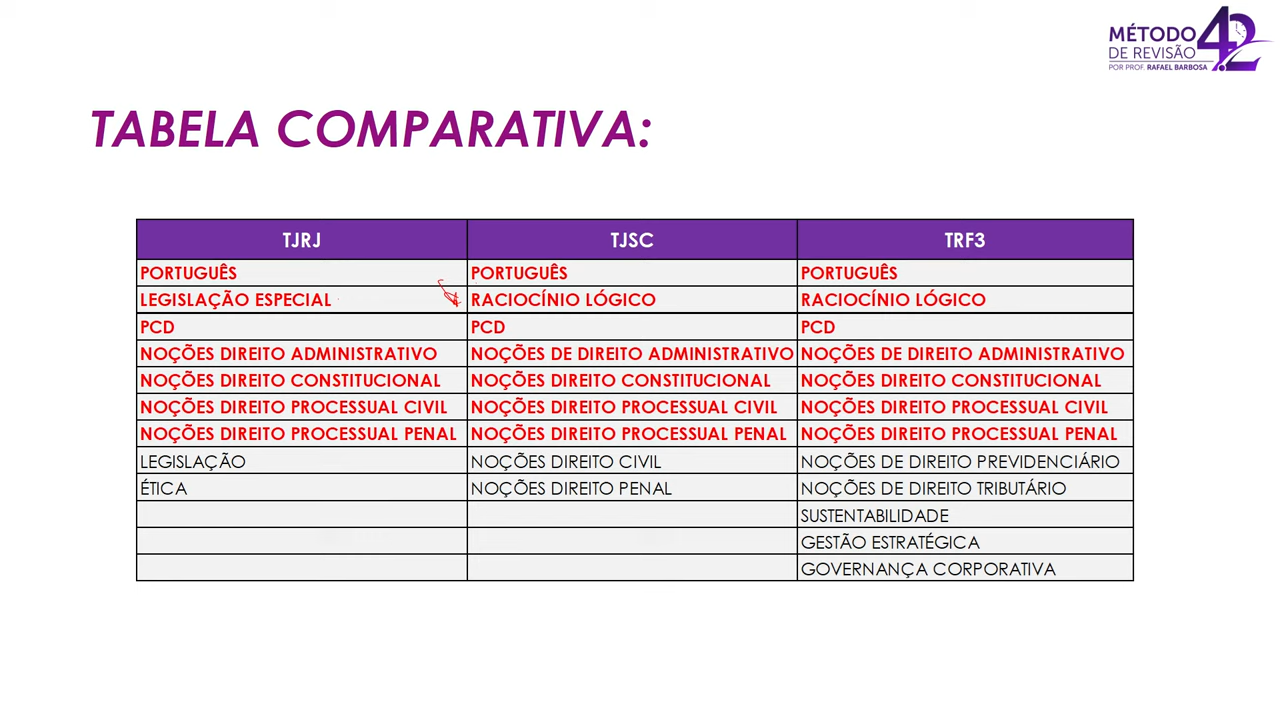 MÉTODO 4.2
DE REVISÃO
POR PROF. RAFAEL BARBOSA
TABELA COMPARATIVA:
TJRJ TJSC TRF3
PORTUGUÊS PORTUGUÊS PORTUGUÊS
LEGISLAÇÃO ESPECIAL RACIOCÍNIO LÓGICO RACIOCÍNIO LÓGICO
PCD PCD PCD
NOÇÕES DIREITO ADMINISTRATIVO NOÇÕES DE DIREITO ADMINISTRATIVO NOÇÕES DE DIREITO ADMINISTRATIVO
NOÇÕES DIREITO CONSTITUCIONAL NOÇÕES DIREITO CONSTITUCIONAL NOÇÕES DIREITO CONSTITUCIONAL
NOÇÕES DIREITO PROCESSUAL CIVIL NOÇÕES DIREITO PROCESSUAL CIVIL NOÇÕES DIREITO PROCESSUAL CIVIL
NOÇÕES DIREITO PROCESSUAL PENAL NOÇÕES DIREITO PROCESSUAL PENAL NOÇÕES DIREITO PROCESSUAL PENAL
LEGISLAÇÃO NOÇÕES DIREITO CIVIL NOÇÕES DE DIREITO PREVIDENCIÁRIO
ÉTICA NOÇÕES DIREITO PENAL NOÇÕES DE DIREITO TRIBUTÁRIO
SUSTENTABILIDADE
GESTÃO ESTRATÉGICA
GOVERNANÇA CORPORATIVA